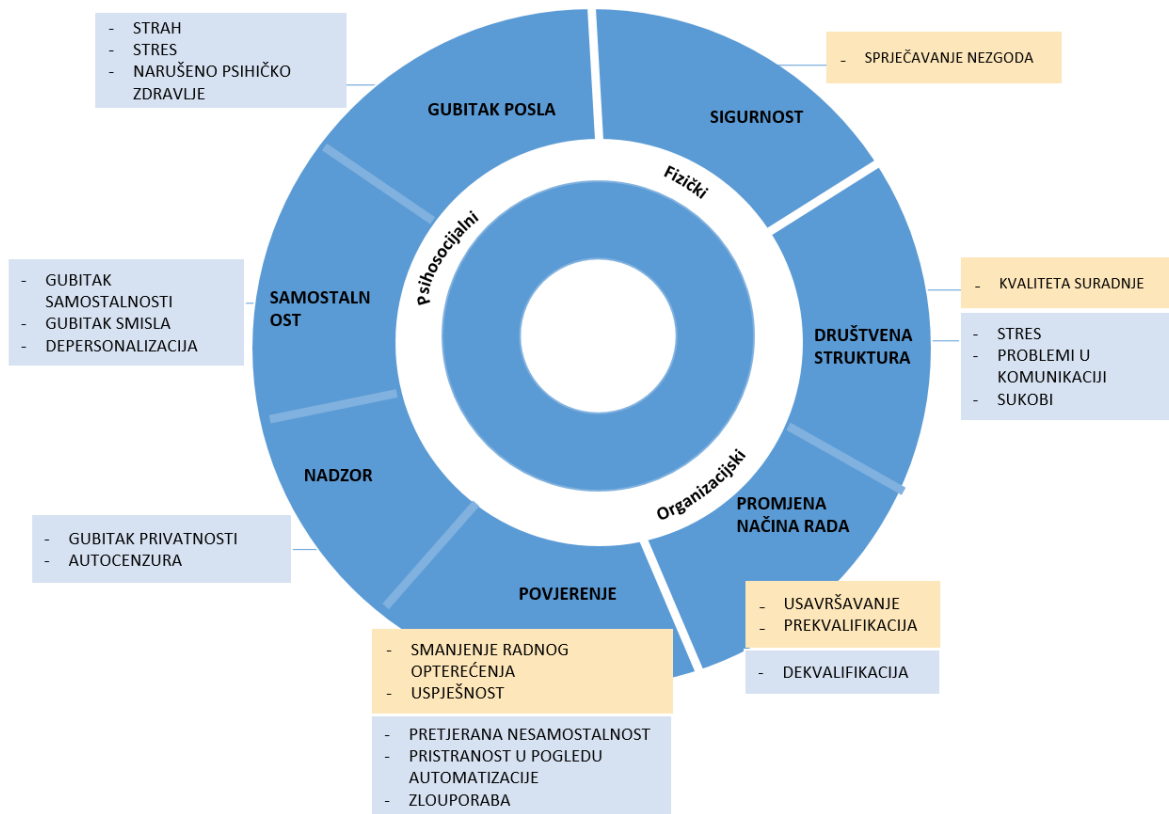 - STRAH
- STRES
- NARUŠENO PSIHIČKO
ZDRAVLJE
GUBITAK POSLA
- SPRJEČAVANJE NEZGODA
SIGURNOST
Fizički
Psihosocijalni
- GUBITAK
SAMOSTALNOSTI
- GUBITAK SMISLA
- DEPERSONALIZACIJA
SAMOSTALN
OST
- KVALITETA SURADNJE
DRUŠTVENA
STRUKTURA
- STRES
- PROBLEMI U
KOMUNIKACIJI
- SUKOBI
NADZOR
- GUBITAK PRIVATNOSTI
- AUTOCENZURA
Organizacijski
PROMJENA
NAČINA RADA
- USAVRŠAVANJE
- PREKVALIFIKACIJA
- DEKVALIFIKACIJA
POVJERENJE
- SMANJENJE RADNOG
OPTEREĆENJA
- USPJEŠNOST
- PRETJERANA NESAMOSTALNOST
- PRISTRANOST U POGLEDU
AUTOMATIZACIJE
- ZLOUPORABA